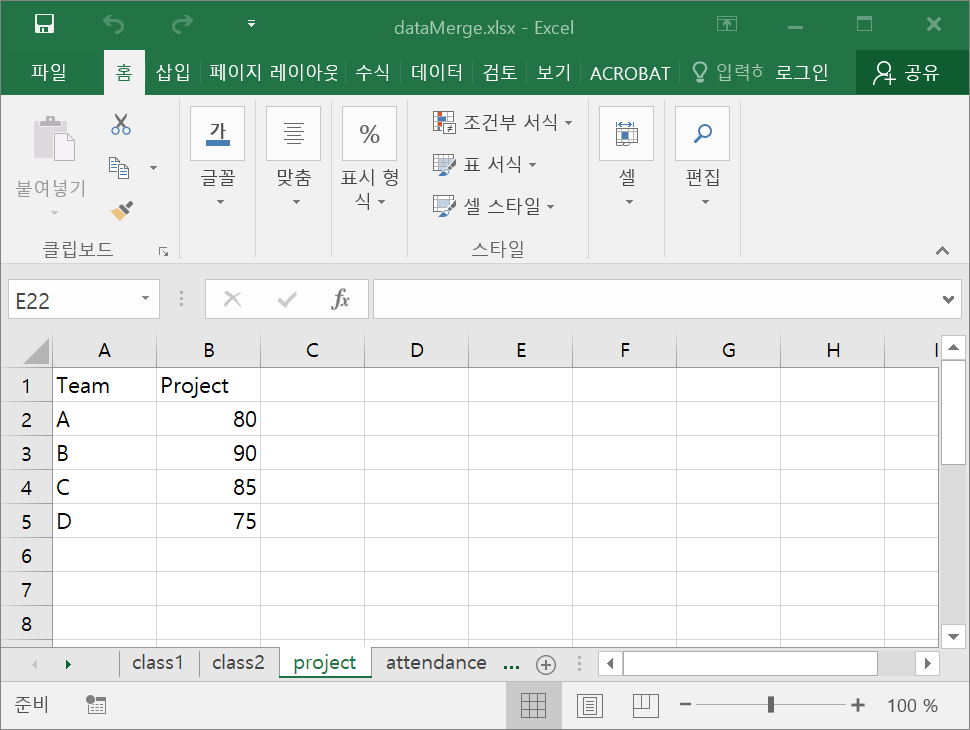 dataMerge.xlsx - Excel
파일 홈 삽입 페이지 레이아웃 수식 데이터 검토 보기 ACROBAT 입력하 로그인 공유
붙여넣기
클립보드
가
글꼴
맞춤
%
표시 형
식
조건부 서식
표 서식
셀 스타일
스타일
셀
편집
E22 fx
A B C D E F G H I
1 Team Project
2 A 80
3 B 90
4 C 85
5 D 75
6
7
8
class1 class2 project attendance ...
준비 100 %